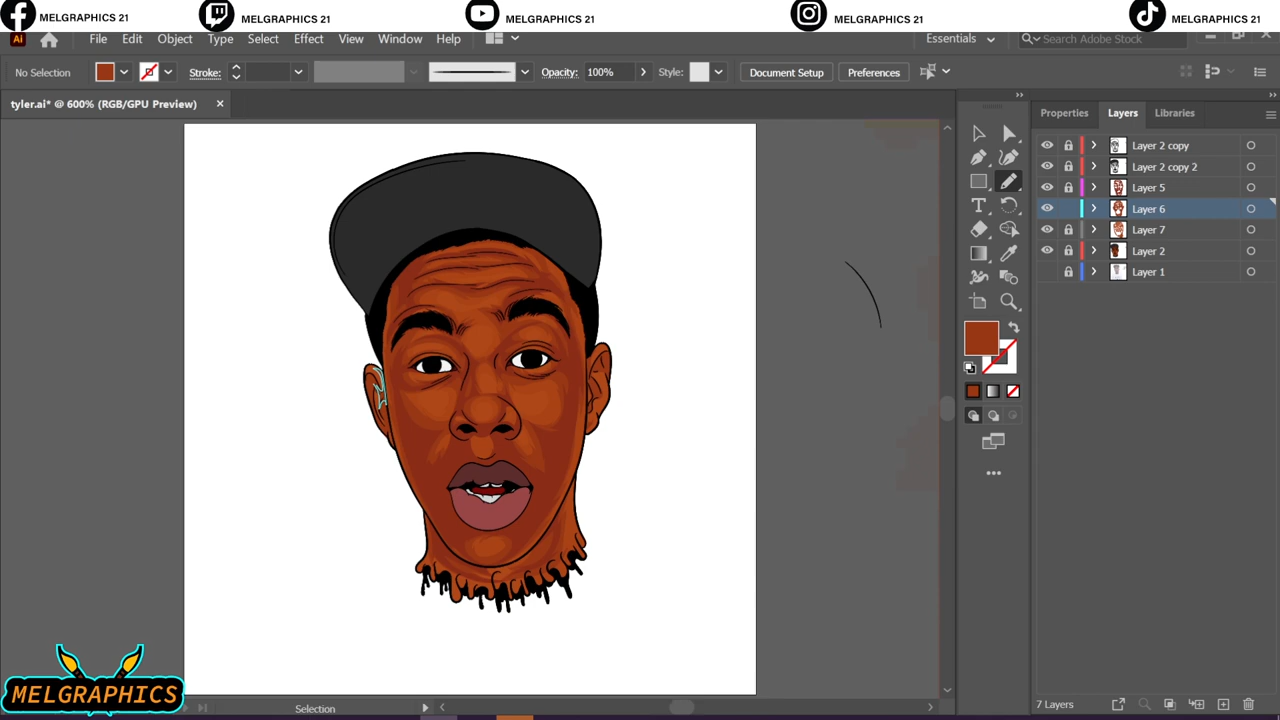 MELGRAPHICS 21
MELGRAPHICS 21
MELGRAPHICS 21
MELGRAPHICS 21
MELGRAPHICS 21
Ai File Edit Object Type Select Effect View Window Help Essentials Search Adobe Stock
No Selection Stroke: Opacity: 100% Style: Document Setup Preferences
tyler.ai* @ 600% (RGB/GPU Preview)
Properties Layers Libraries
Layer 2 copy
Layer 2 copy 2
Layer 5
Layer 6
Layer 7
Layer 2
Layer 1
MELGRAPHICS
Selection
7 Layers